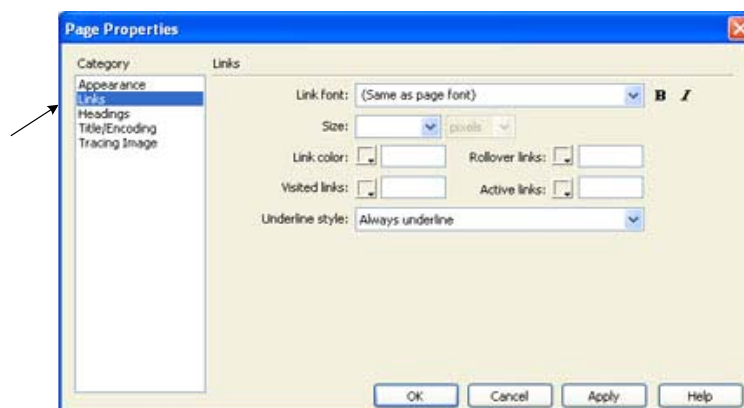 Page Properties
Category Links
Appearance
Links
Headings
Title/Encoding
Tracing Image
Link font: (Same as page font) B I
Size: pixels
Link color: Rollover links:
Visited links: Active links:
Underline style: Always underline
OK Cancel Apply Help